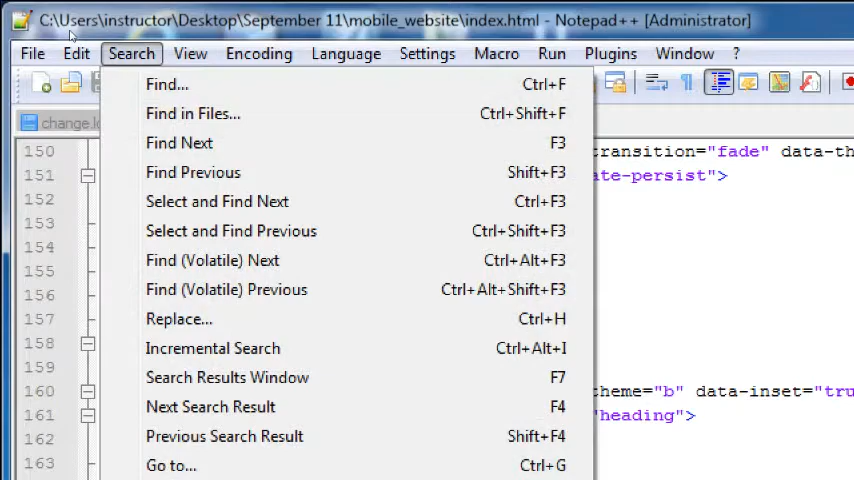 C:\Users\instructor\Desktop\September 11\mobile_website\index.html - Notepad++ [Administrator]
File Edit Search View Encoding Language Settings Macro Run Plugins Window ?
change.l
Find... Ctrl+F
Find in Files... Ctrl+Shift+F
Find Next F3
150 transition="fade" data-th
Find Previous Shift+F3
151 ate-persist">
152
Select and Find Next Ctrl+F3
153
Select and Find Previous Ctrl+Shift+F3
154
Find (Volatile) Next Ctrl+Alt+F3
155
Find (Volatile) Previous Ctrl+Alt+Shift+F3
156
Replace... Ctrl+H
157
Incremental Search Ctrl+Alt+I
158
159
Search Results Window F7
160 theme="b" data-inset="tru
Next Search Result F4
161 "heading">
Previous Search Result Shift+F4
162
Go to... Ctrl+G
163